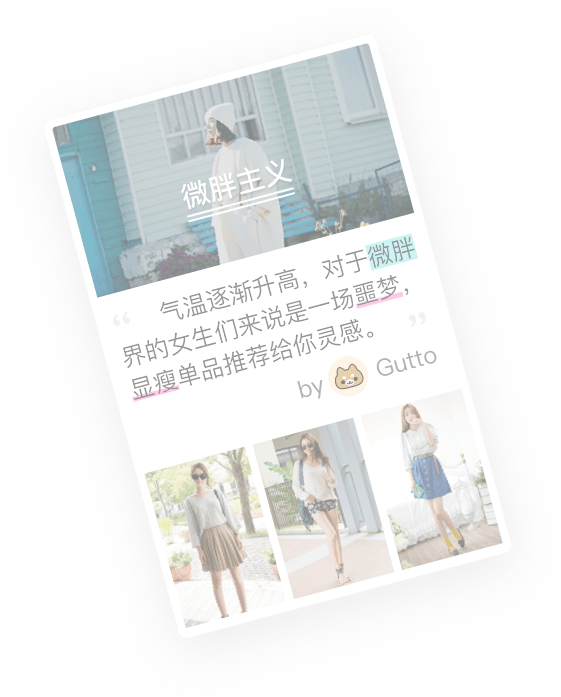 微胖主义
“ 气温逐渐升高，对于微胖
界的女生们来说是一场噩梦，
显瘦单品推荐给你灵感。 ”
by Gutto